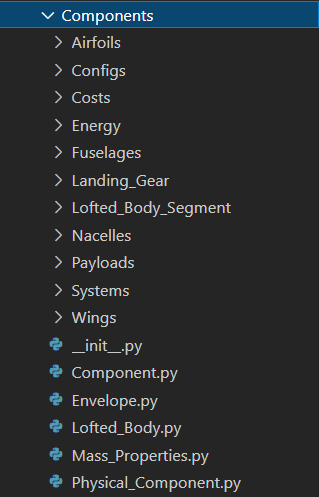 Components
Airfoils
Configs
Costs
Energy
Fuselages
Landing_Gear
Lofted_Body_Segment
Nacelles
Payloads
Systems
Wings
__init__.py
Component.py
Envelope.py
Lofted_Body.py
Mass_Properties.py
Physical_Component.py